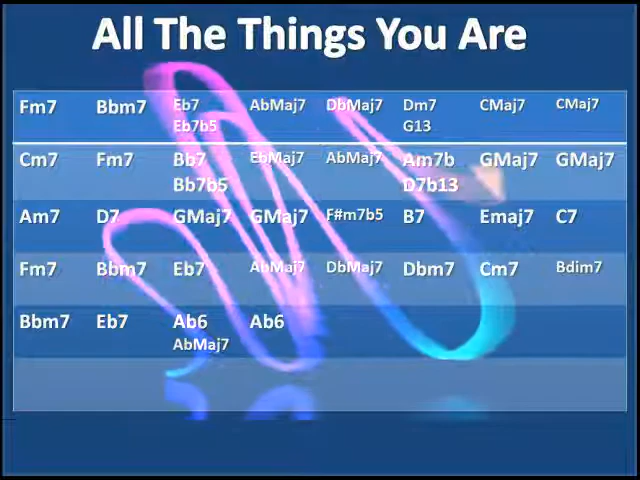 All The Things You Are
Fm7 Bbm7 Eb7 AbMaj7 DbMaj7 Dm7 CMaj7 CMaj7
Eb7b5 G13
Cm7 Fm7 Bb7 EbMaj7 AbMaj7 Am7b GMaj7 GMaj7
Bb7b5 D7b13
Am7 D7 GMaj7 GMaj7 F#m7b5 B7 Emaj7 C7
Fm7 Bbm7 Eb7 AbMaj7 DbMaj7 Dbm7 Cm7 Bdim7
Bbm7 Eb7 Ab6 Ab6
AbMaj7